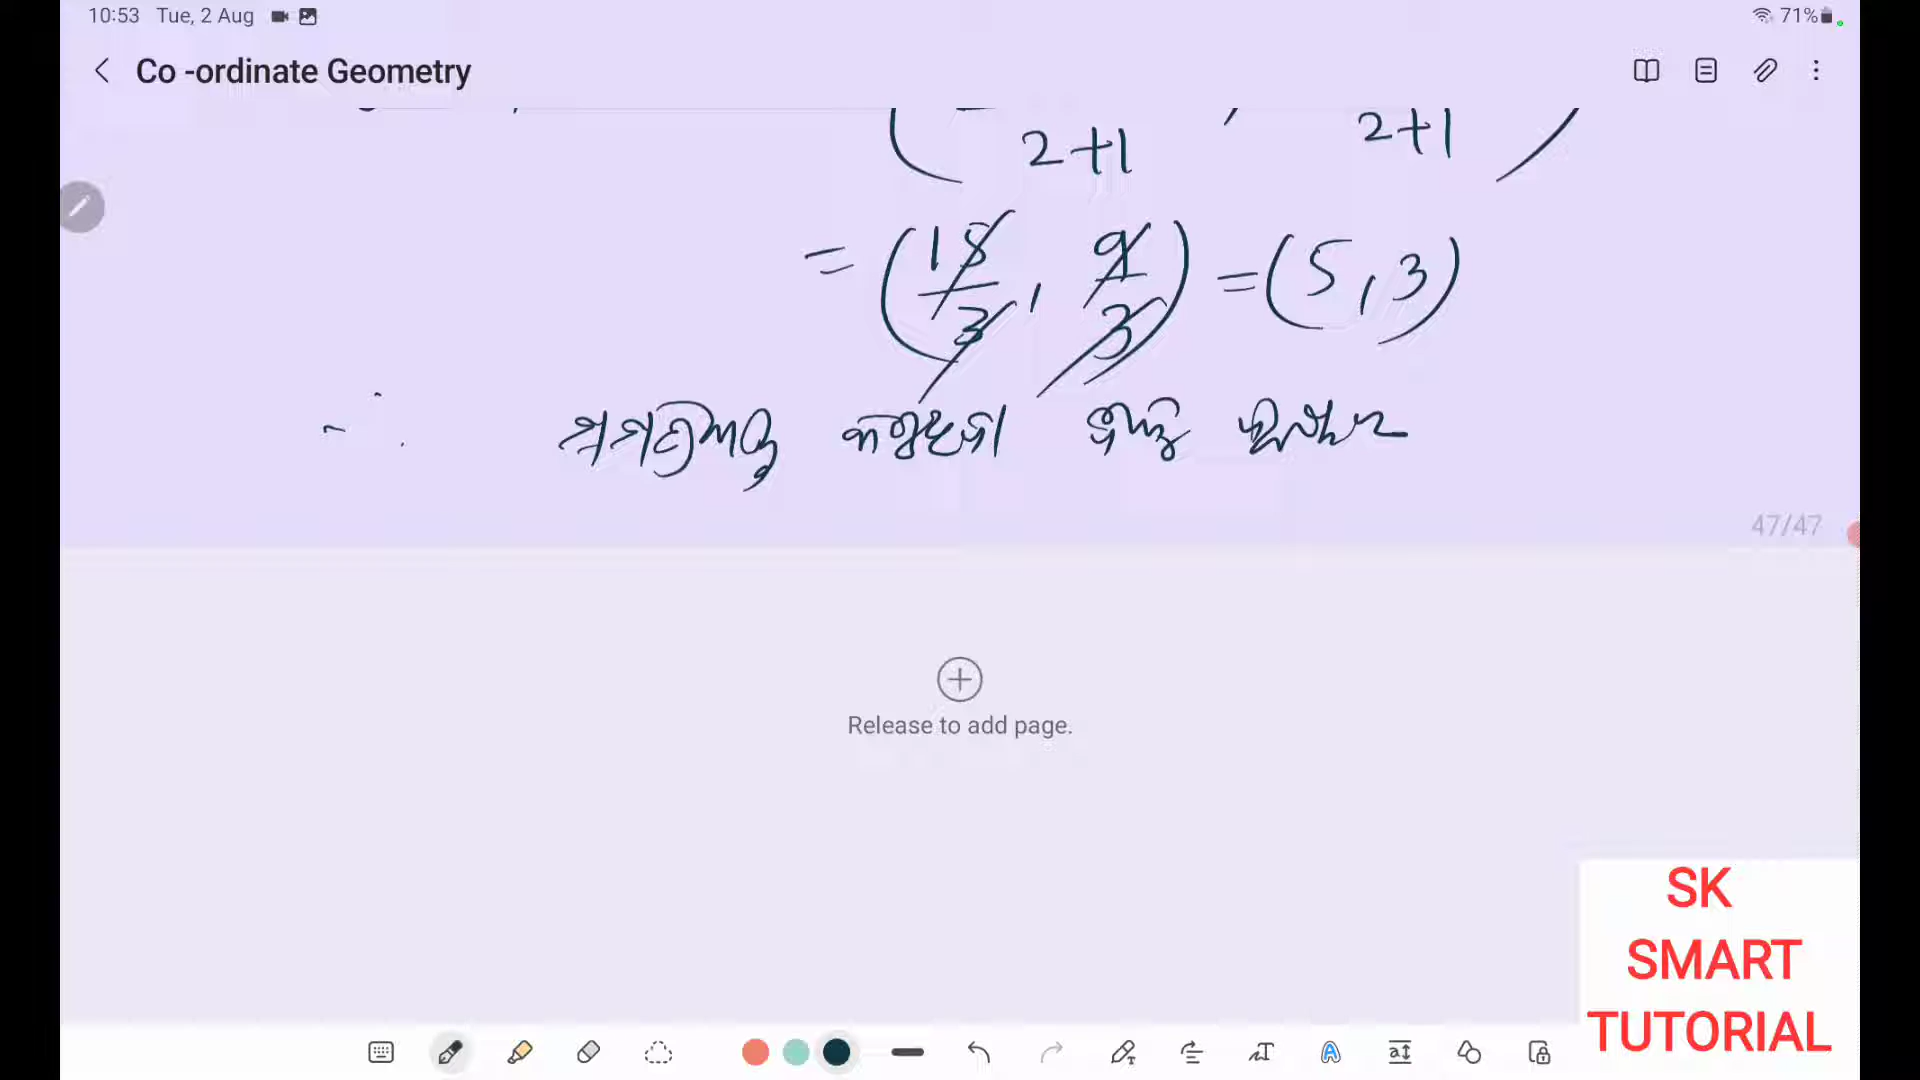 10:53 Tue, 2 Aug 71%
Co -ordinate Geometry
2+1 , 2+1
= (15/3 , 9/3) = (5,3)
∴
47/47
Release to add page.
SK
SMART
TUTORIAL